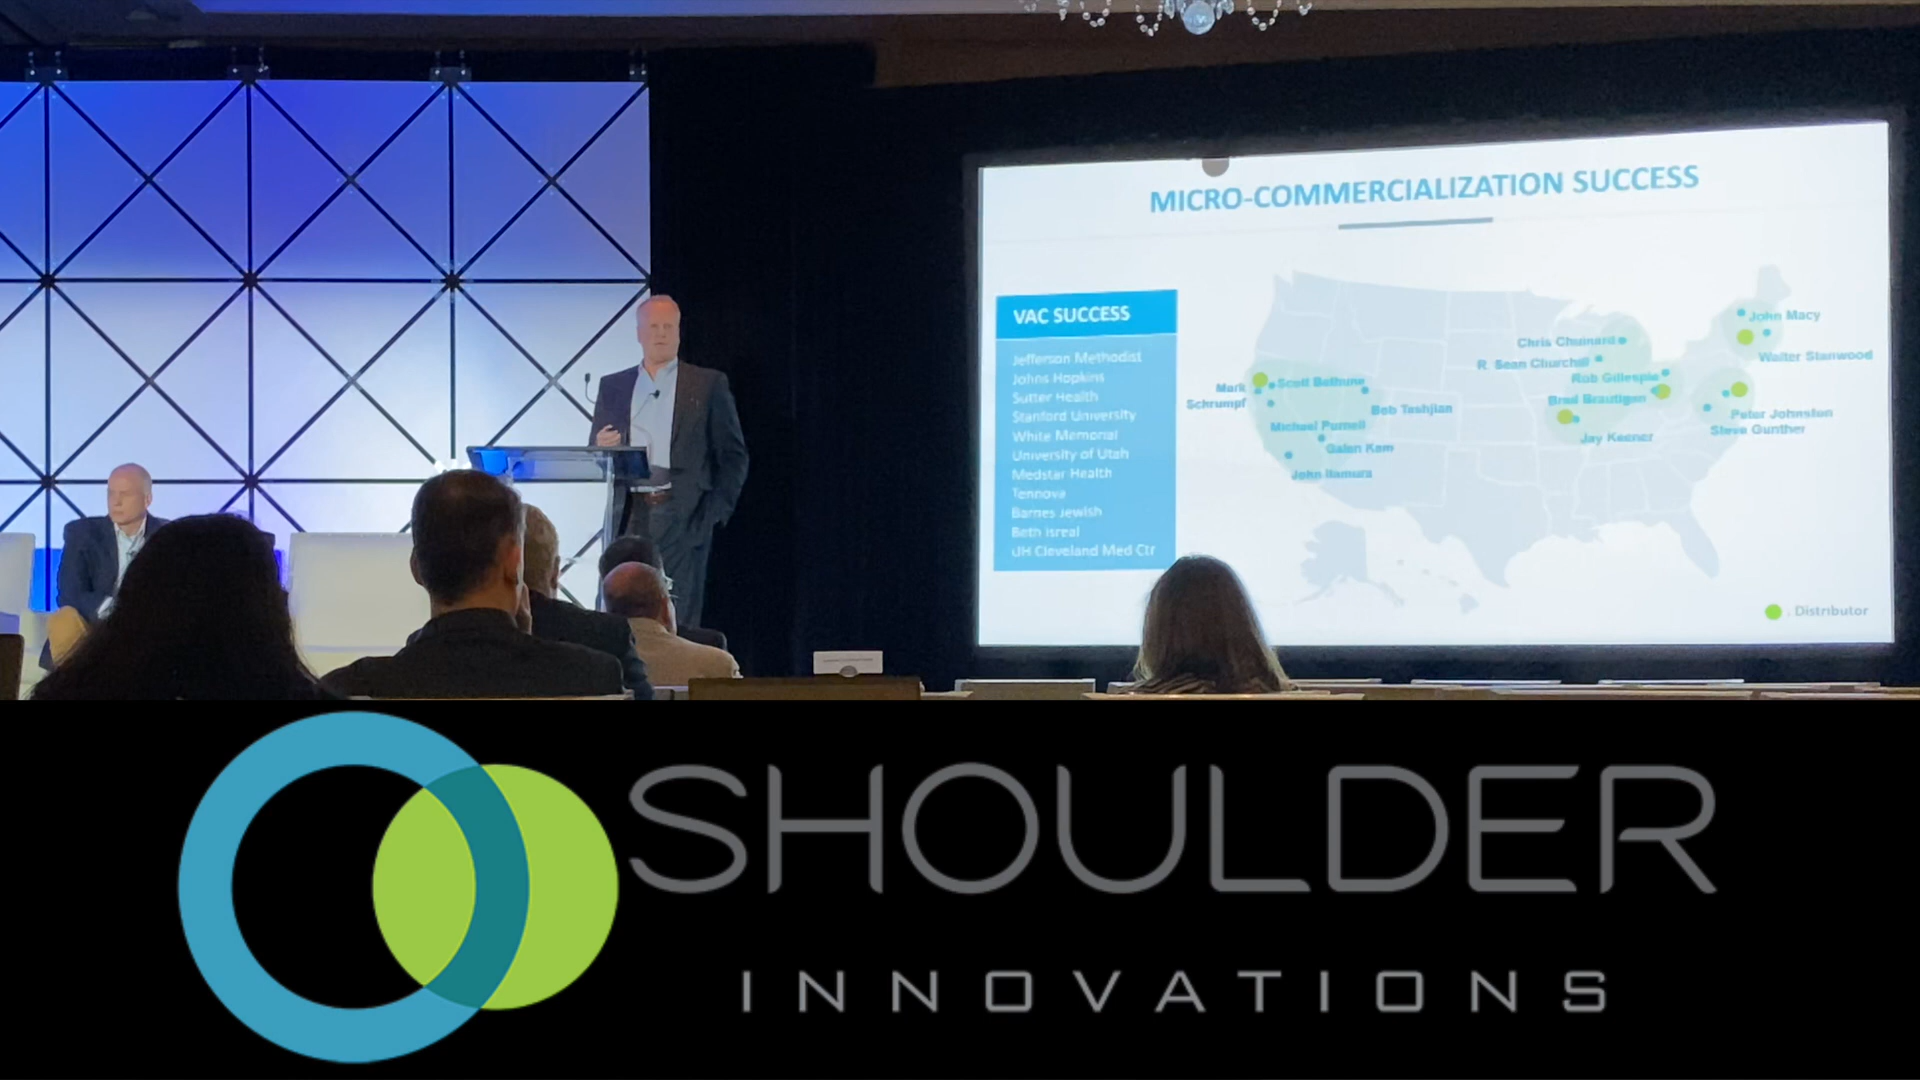 MICRO-COMMERCIALIZATION SUCCESS
VAC SUCCESS
Jefferson Methodist
Johns Hopkins
Sutter Health
Stanford University
White Memorial
University of Utah
Medstar Health
Tennova
Barnes Jewish
Beth Isreal
UH Cleveland Med Ctr
Mark
Schrumpf
Scott Bethune
Bob Tashjian
Michael Purnell
Galen Kam
John Itamura
Chris Chuinard
R. Sean Churchill
Rob Gillespie
Brad Brautigan
Jay Keener
John Macy
Walter Stanwood
Peter Johnston
Steve Gunther
: Distributor
SHOULDER
INNOVATIONS